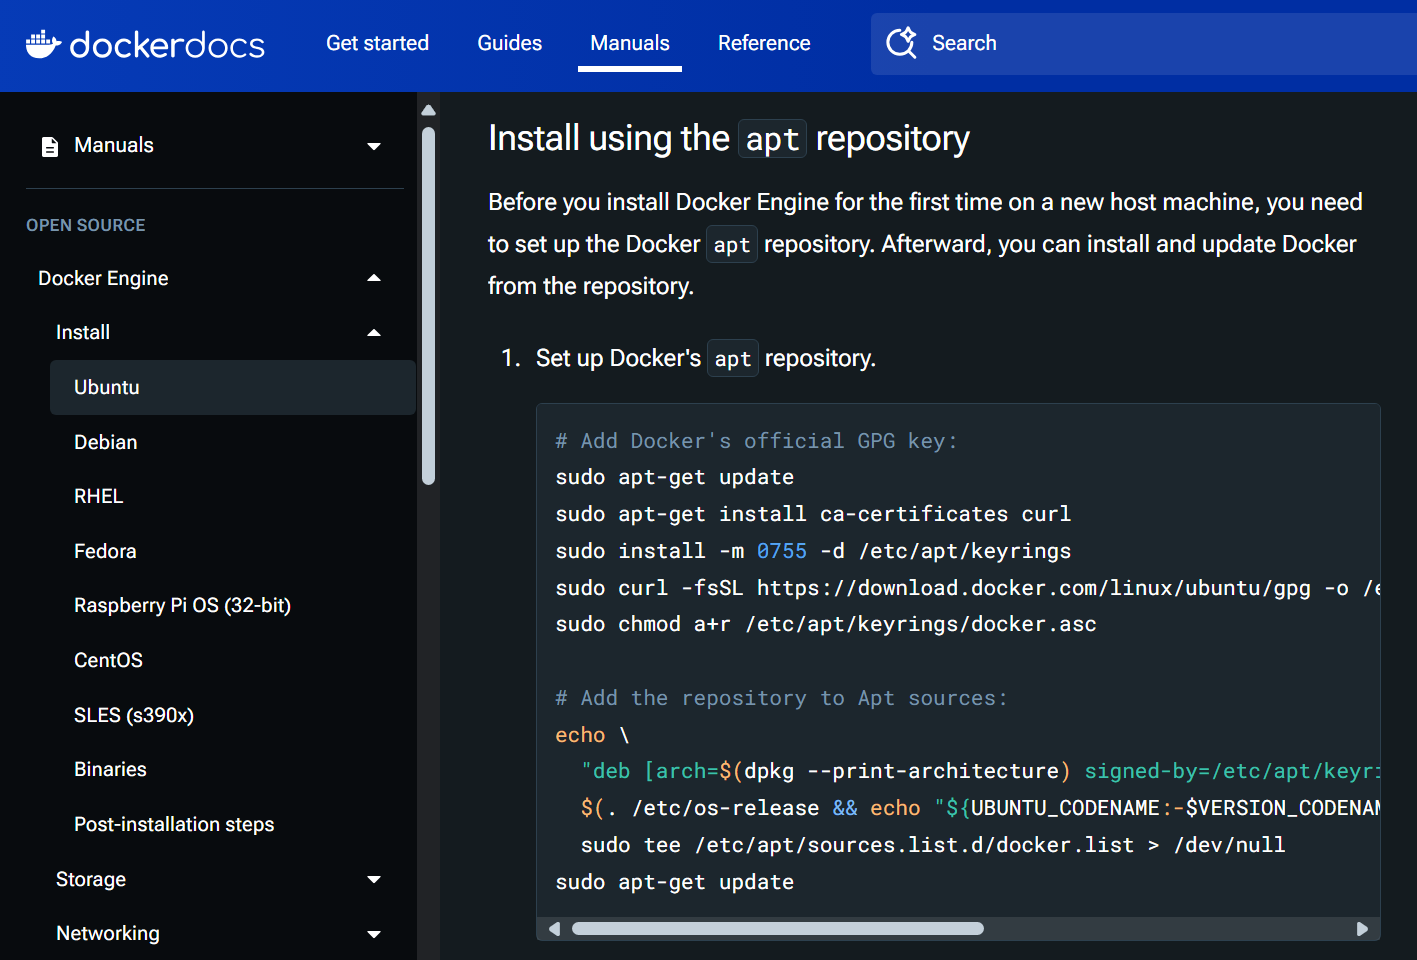 dockerdocs
Get started
Guides
Manuals
Reference
Search
Manuals
OPEN SOURCE
Docker Engine
Install
Ubuntu
Debian
RHEL
Fedora
Raspberry Pi OS (32-bit)
CentOS
SLES (s390x)
Binaries
Post-installation steps
Storage
Networking
Install using the apt repository
Before you install Docker Engine for the first time on a new host machine, you need
to set up the Docker apt repository. Afterward, you can install and update Docker
from the repository.
1. Set up Docker's apt repository.
# Add Docker's official GPG key:
sudo apt-get update
sudo apt-get install ca-certificates curl
sudo install -m 0755 -d /etc/apt/keyrings
sudo curl -fsSL https://download.docker.com/linux/ubuntu/gpg -o /e
sudo chmod a+r /etc/apt/keyrings/docker.asc
# Add the repository to Apt sources:
echo \
"deb [arch=$(dpkg --print-architecture) signed-by=/etc/apt/keyri
$(. /etc/os-release && echo "${UBUNTU_CODENAME:-$VERSION_CODENAM
sudo tee /etc/apt/sources.list.d/docker.list > /dev/null
sudo apt-get update